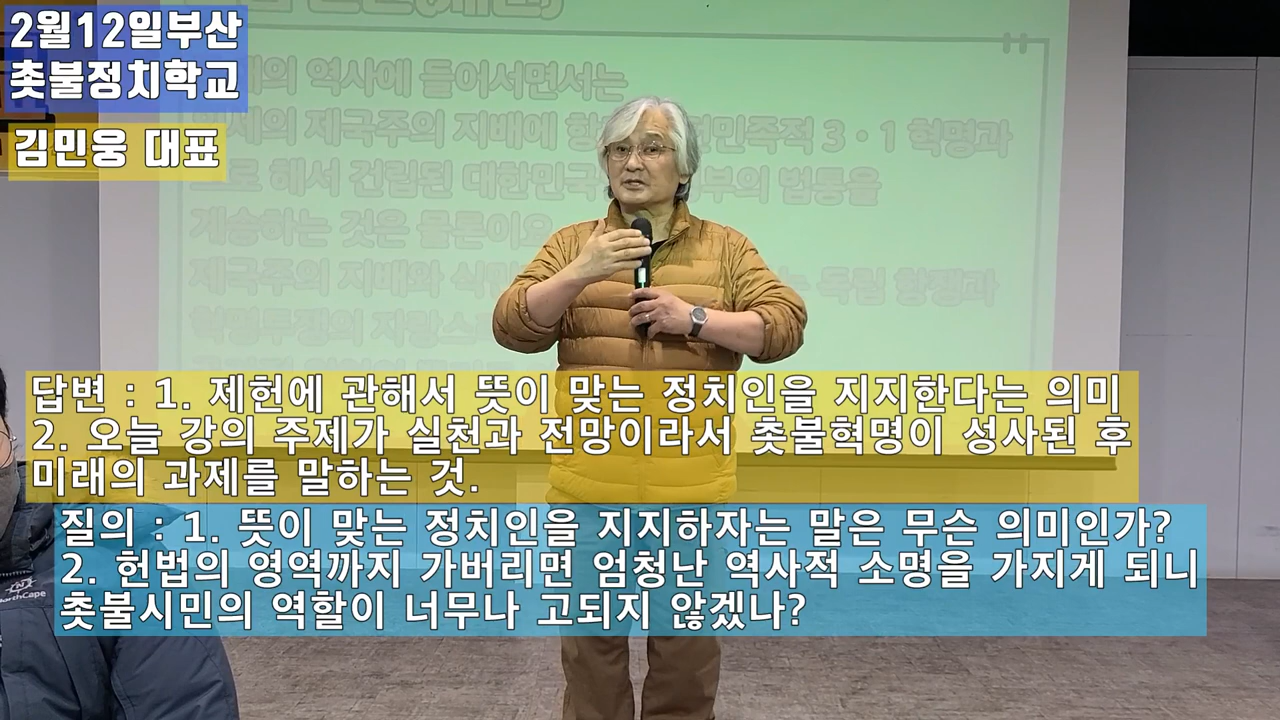 2월12일부산
촛불정치학교
김민웅 대표
의 역사에 들어서면서는
제국주의 지배에 항 민족적 3·1 혁명과
해서 건립된 대한민국 부의 법통을
계승하는 것은 물론이요
제국주의 지배와 독립 항쟁과
혁명투쟁의
답변 : 1. 제헌에 관해서 뜻이 맞는 정치인을 지지한다는 의미
2. 오늘 강의 주제가 실천과 전망이라서 촛불혁명이 성사된 후
미래의 과제를 말하는 것.
질의 : 1. 뜻이 맞는 정치인을 지지하자는 말은 무슨 의미인가?
2. 헌법의 영역까지 가버리면 엄청난 역사적 소명을 가지게 되니
촛불시민의 역할이 너무나 고되지 않겠나?